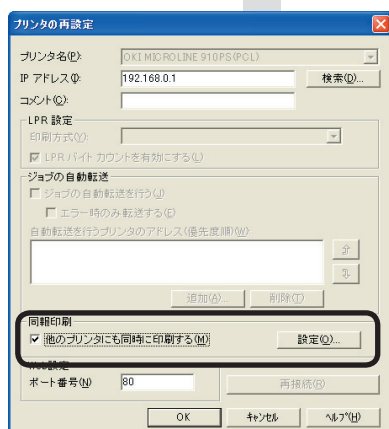 プリンタの再設定
プリンタ名(P): OKI MICROLINE 910PS(PCL)
IP アドレス(I): 192.168.0.1 検索(D)...
コメント(C):
LPR 設定
印刷方式(Y):
LPR バイト カウントを有効にする(L)
ジョブの自動転送
ジョブの自動転送を行う(J)
エラー時のみ転送する(E)
自動転送を行うプリンタのアドレス(優先度順)(W):
追加(A)... 削除(T)
同報印刷
他のプリンタにも同時に印刷する(M) 設定(O)...
Web設定
ポート番号(N) 80 再接続(R)
OK キャンセル ヘルプ(H)